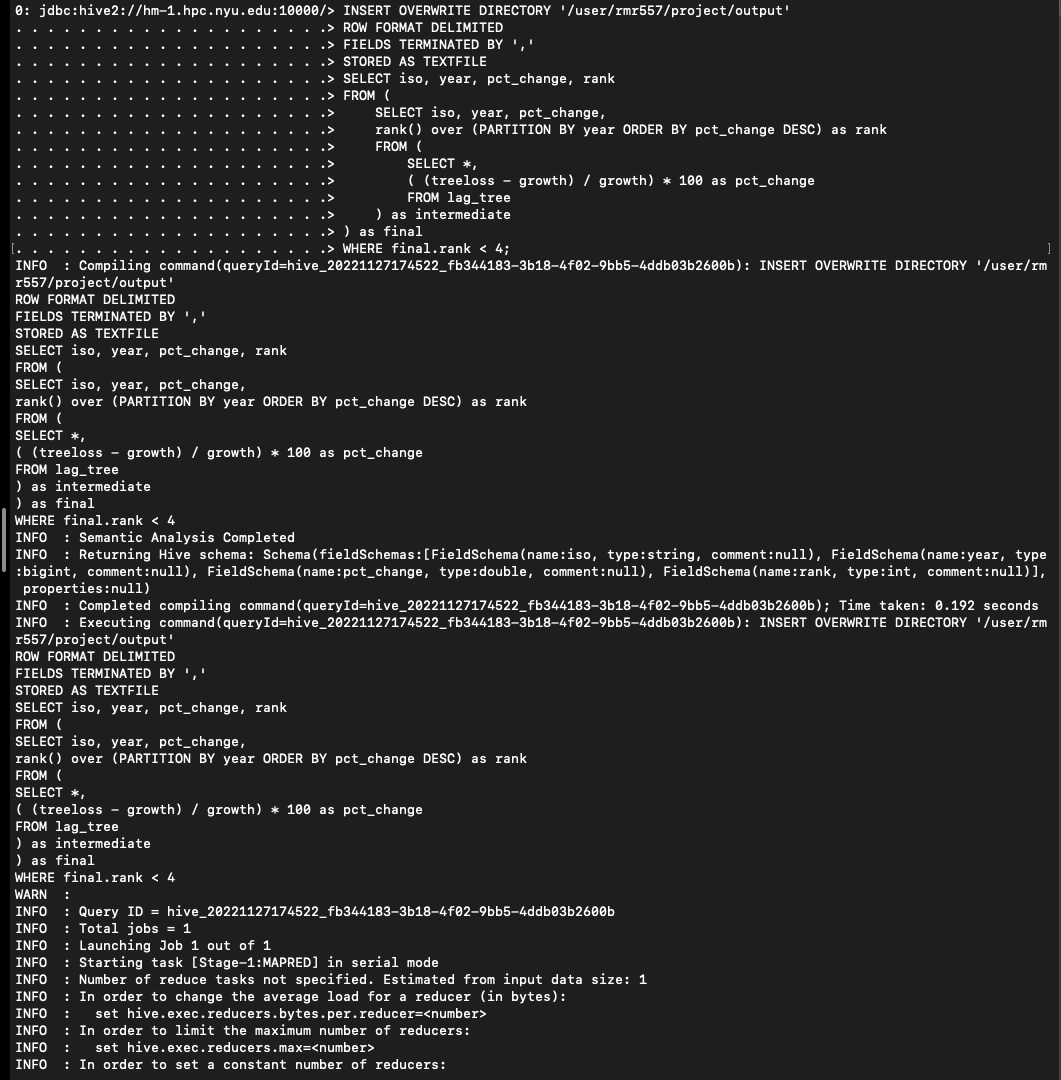 0: jdbc:hive2://hm-1.hpc.nyu.edu:10000/> INSERT OVERWRITE DIRECTORY '/user/rmr557/project/output'
. . . . . . . . . . . . . . . . . . . .> ROW FORMAT DELIMITED
. . . . . . . . . . . . . . . . . . . .> FIELDS TERMINATED BY ','
. . . . . . . . . . . . . . . . . . . .> STORED AS TEXTFILE
. . . . . . . . . . . . . . . . . . . .> SELECT iso, year, pct_change, rank
. . . . . . . . . . . . . . . . . . . .> FROM (
. . . . . . . . . . . . . . . . . . . .>     SELECT iso, year, pct_change,
. . . . . . . . . . . . . . . . . . . .>     rank() over (PARTITION BY year ORDER BY pct_change DESC) as rank
. . . . . . . . . . . . . . . . . . . .>     FROM (
. . . . . . . . . . . . . . . . . . . .>         SELECT *,
. . . . . . . . . . . . . . . . . . . .>         ( (treeloss - growth) / growth) * 100 as pct_change
. . . . . . . . . . . . . . . . . . . .>         FROM lag_tree
. . . . . . . . . . . . . . . . . . . .>     ) as intermediate
. . . . . . . . . . . . . . . . . . . .> ) as final
[. . . . . . . . . . . . . . . . . . . .> WHERE final.rank < 4; ]
INFO  : Compiling command(queryId=hive_20221127174522_fb344183-3b18-4f02-9bb5-4ddb03b2600b): INSERT OVERWRITE DIRECTORY '/user/rm
r557/project/output'
ROW FORMAT DELIMITED
FIELDS TERMINATED BY ','
STORED AS TEXTFILE
SELECT iso, year, pct_change, rank
FROM (
SELECT iso, year, pct_change,
rank() over (PARTITION BY year ORDER BY pct_change DESC) as rank
FROM (
SELECT *,
( (treeloss - growth) / growth) * 100 as pct_change
FROM lag_tree
) as intermediate
) as final
WHERE final.rank < 4
INFO  : Semantic Analysis Completed
INFO  : Returning Hive schema: Schema(fieldSchemas:[FieldSchema(name:iso, type:string, comment:null), FieldSchema(name:year, type
:bigint, comment:null), FieldSchema(name:pct_change, type:double, comment:null), FieldSchema(name:rank, type:int, comment:null)],
 properties:null)
INFO  : Completed compiling command(queryId=hive_20221127174522_fb344183-3b18-4f02-9bb5-4ddb03b2600b); Time taken: 0.192 seconds
INFO  : Executing command(queryId=hive_20221127174522_fb344183-3b18-4f02-9bb5-4ddb03b2600b): INSERT OVERWRITE DIRECTORY '/user/rm
r557/project/output'
ROW FORMAT DELIMITED
FIELDS TERMINATED BY ','
STORED AS TEXTFILE
SELECT iso, year, pct_change, rank
FROM (
SELECT iso, year, pct_change,
rank() over (PARTITION BY year ORDER BY pct_change DESC) as rank
FROM (
SELECT *,
( (treeloss - growth) / growth) * 100 as pct_change
FROM lag_tree
) as intermediate
) as final
WHERE final.rank < 4
WARN  :
INFO  : Query ID = hive_20221127174522_fb344183-3b18-4f02-9bb5-4ddb03b2600b
INFO  : Total jobs = 1
INFO  : Launching Job 1 out of 1
INFO  : Starting task [Stage-1:MAPRED] in serial mode
INFO  : Number of reduce tasks not specified. Estimated from input data size: 1
INFO  : In order to change the average load for a reducer (in bytes):
INFO  :   set hive.exec.reducers.bytes.per.reducer=<number>
INFO  : In order to limit the maximum number of reducers:
INFO  :   set hive.exec.reducers.max=<number>
INFO  : In order to set a constant number of reducers: